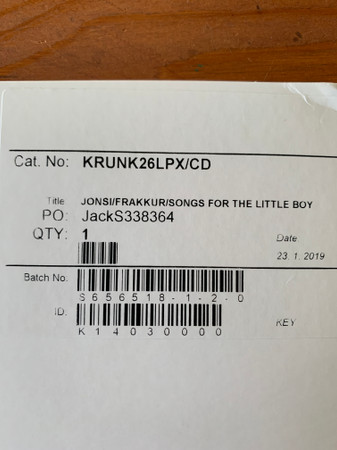 Cat. No: KRUNK26LPX/CD
Title JONSI/FRAKKUR/SONGS FOR THE LITTLE BOY
PO: JackS338364
QTY: 1
Date
23. 1. 2019
Batch No:
S656518-1-2-0
ID.
K14030000
KEY